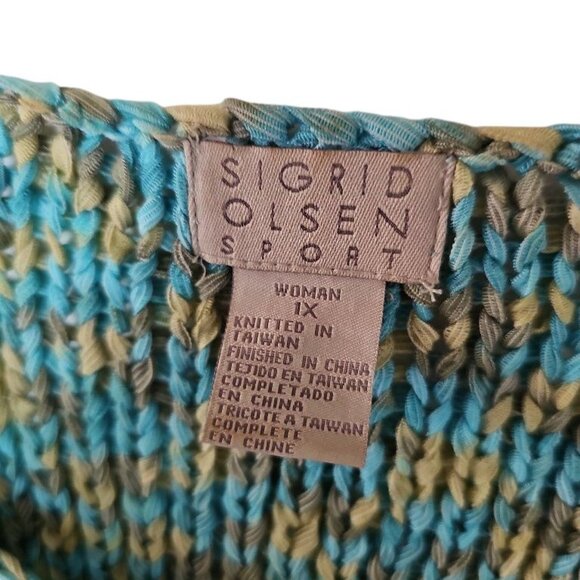 SIGRID
OLSEN
SPORT
WOMAN
1X
KNITTED IN
TAIWAN
FINISHED IN CHINA
TEJIDO EN TAIWAN
COMPLETADO
EN CHINA
TRICOTE A TAIWAN
COMPLETE
EN CHINE